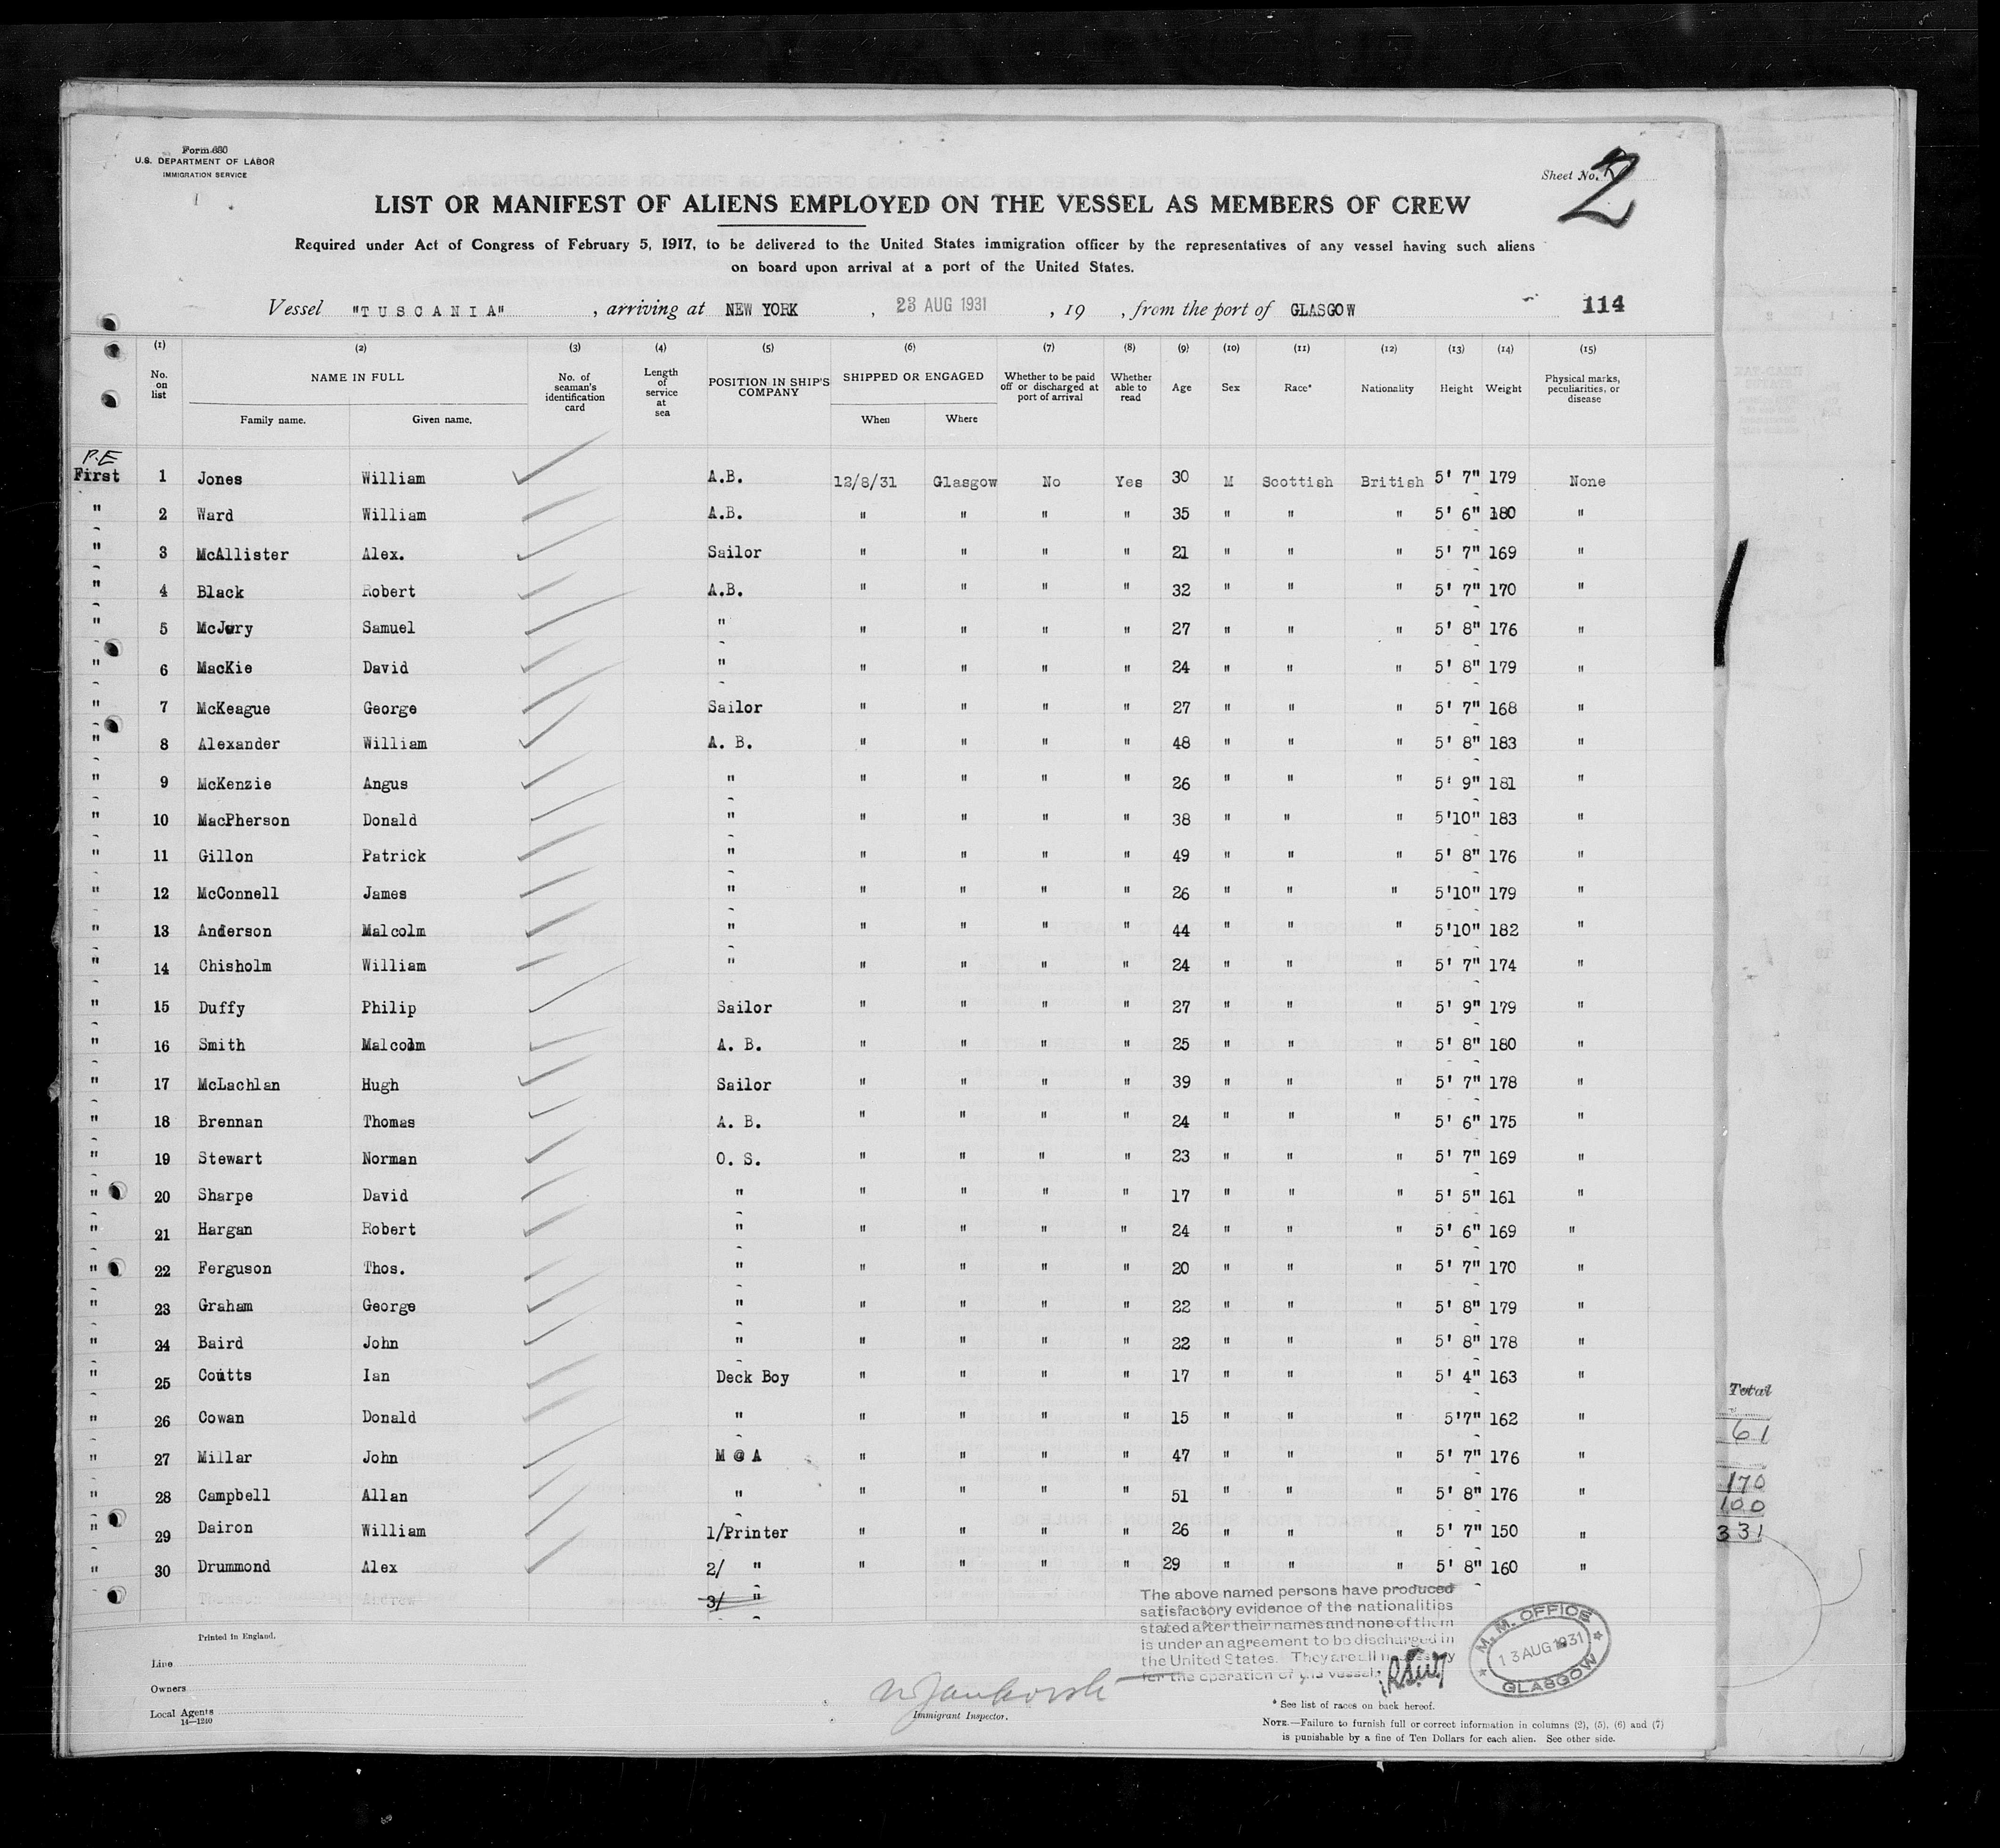 Form 680
U.S. DEPARTMENT OF LABOR
IMMIGRATION SERVICE
Sheet No. 2
LIST OR MANIFEST OF ALIENS EMPLOYED ON THE VESSEL AS MEMBERS OF CREW
Required under Act of Congress of February 5, 1917, to be delivered to the United States immigration officer by the representatives of any vessel having such aliens
on board upon arrival at a port of the United States.
Vessel "TUSCANIA", arriving at NEW YORK, 23 AUG 1931, 19 , from the port of GLASGOW 114
(1) (2) (3) (4) (5) (6) (7) (8) (9) (10) (11) (12) (13) (14) (15)
No. on list NAME IN FULL No. of seaman's identification card Length of service at sea POSITION IN SHIP'S COMPANY SHIPPED OR ENGAGED Whether to be paid off or discharged at port of arrival Whether able to read Age Sex Race* Nationality Height Weight Physical marks, peculiarities, or disease
Family name. Given name. When Where
P.E
First 1 Jones William A.B. 12/8/31 Glasgow No Yes 30 M Scottish British 5' 7" 179 None
" 2 Ward William A.B. " " " " 35 " " " 5' 6" 180 "
" 3 McAllister Alex. Sailor " " " " 21 " " " 5' 7" 169 "
" 4 Black Robert A.B. " " " " 32 " " " 5' 7" 170 "
" 5 Samuel " " " " " 27 " " " 5' 8" 176 "
" 6 MacKie David " " " " " 24 " " " 5' 8" 179 "
" 7 McKeague George Sailor " " " " 27 " " " 5' 7" 168 "
" 8 Alexander William A. B. " " " " 48 " " " 5' 8" 183 "
" 9 McKenzie Angus " " " " " 26 " " " 5' 9" 181 "
" 10 MacPherson Donald " " " " " 38 " " " 5'10" 183 "
" 11 Gillon Patrick " " " " " 49 " " " 5' 8" 176 "
" 12 McConnell James " " " " " 26 " " " 5'10" 179 "
" 13 Anderson Malcolm " " " " " 44 " " " 5'10" 182 "
" 14 Chisholm William " " " " " 24 " " " 5' 7" 174 "
" 15 Duffy Philip Sailor " " " " 27 " " " 5' 9" 179 "
" 16 Smith Malcolm A. B. " " " " 25 " " " 5' 8" 180 "
" 17 McLachlan Hugh Sailor " " " " 39 " " " 5' 7" 178 "
" 18 Brennan Thomas A. B. " " " " 24 " " " 5' 6" 175 "
" 19 Stewart Norman O. S. " " " " 23 " " " 5' 7" 169 "
" 20 Sharpe David " " " " " 17 " " " 5' 5" 161 "
" 21 Hargan Robert " " " " " 24 " " " 5' 6" 169 "
" 22 Ferguson Thos. " " " " " 20 " " " 5' 7" 170 "
" 23 Graham George " " " " " 22 " " " 5' 8" 179 "
" 24 Baird John " " " " " 22 " " " 5' 8" 178 "
" 25 Coutts Ian Deck Boy " " " " 17 " " " 5' 4" 163 "
" 26 Cowan Donald " " " " " 15 " " " 5'7" 162 "
" 27 Millar John M @ A " " " " 47 " " " 5' 7" 176 "
" 28 Campbell Allan " " " " " 51 " " " 5' 8" 176 "
" 29 Dairon William 1/Printer " " " " 26 " " " 5' 7" 150 "
" 30 Drummond Alex 2/ " " " " " 29 " " " 5' 8" 160 "
Andrew 3/ "
Total
61
170
100
331
The above named persons have produced
satisfactory evidence of the nationalities
stated after their names and none of them
is under an agreement to be discharged in
the United States. They are all necessary
for the operation of the vessel.
M. M. OFFICE
13 AUG 1931
GLASGOW
Printed in England.
Line
Owners
Local Agents
14—1240
Immigrant Inspector.
* See list of races on back hereof.
NOTE.—Failure to furnish full or correct information in columns (2), (5), (6) and (7)
is punishable by a fine of Ten Dollars for each alien. See other side.